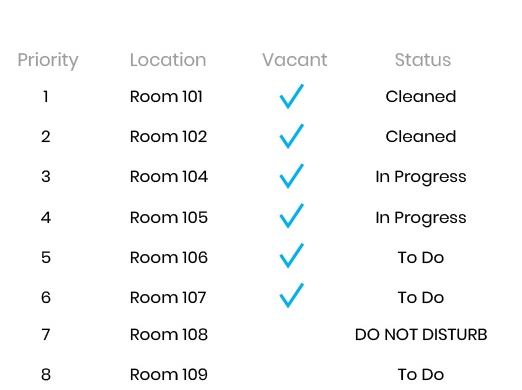 Priority Location Vacant Status
1 Room 101 Cleaned
2 Room 102 Cleaned
3 Room 104 In Progress
4 Room 105 In Progress
5 Room 106 To Do
6 Room 107 To Do
7 Room 108 DO NOT DISTURB
8 Room 109 To Do